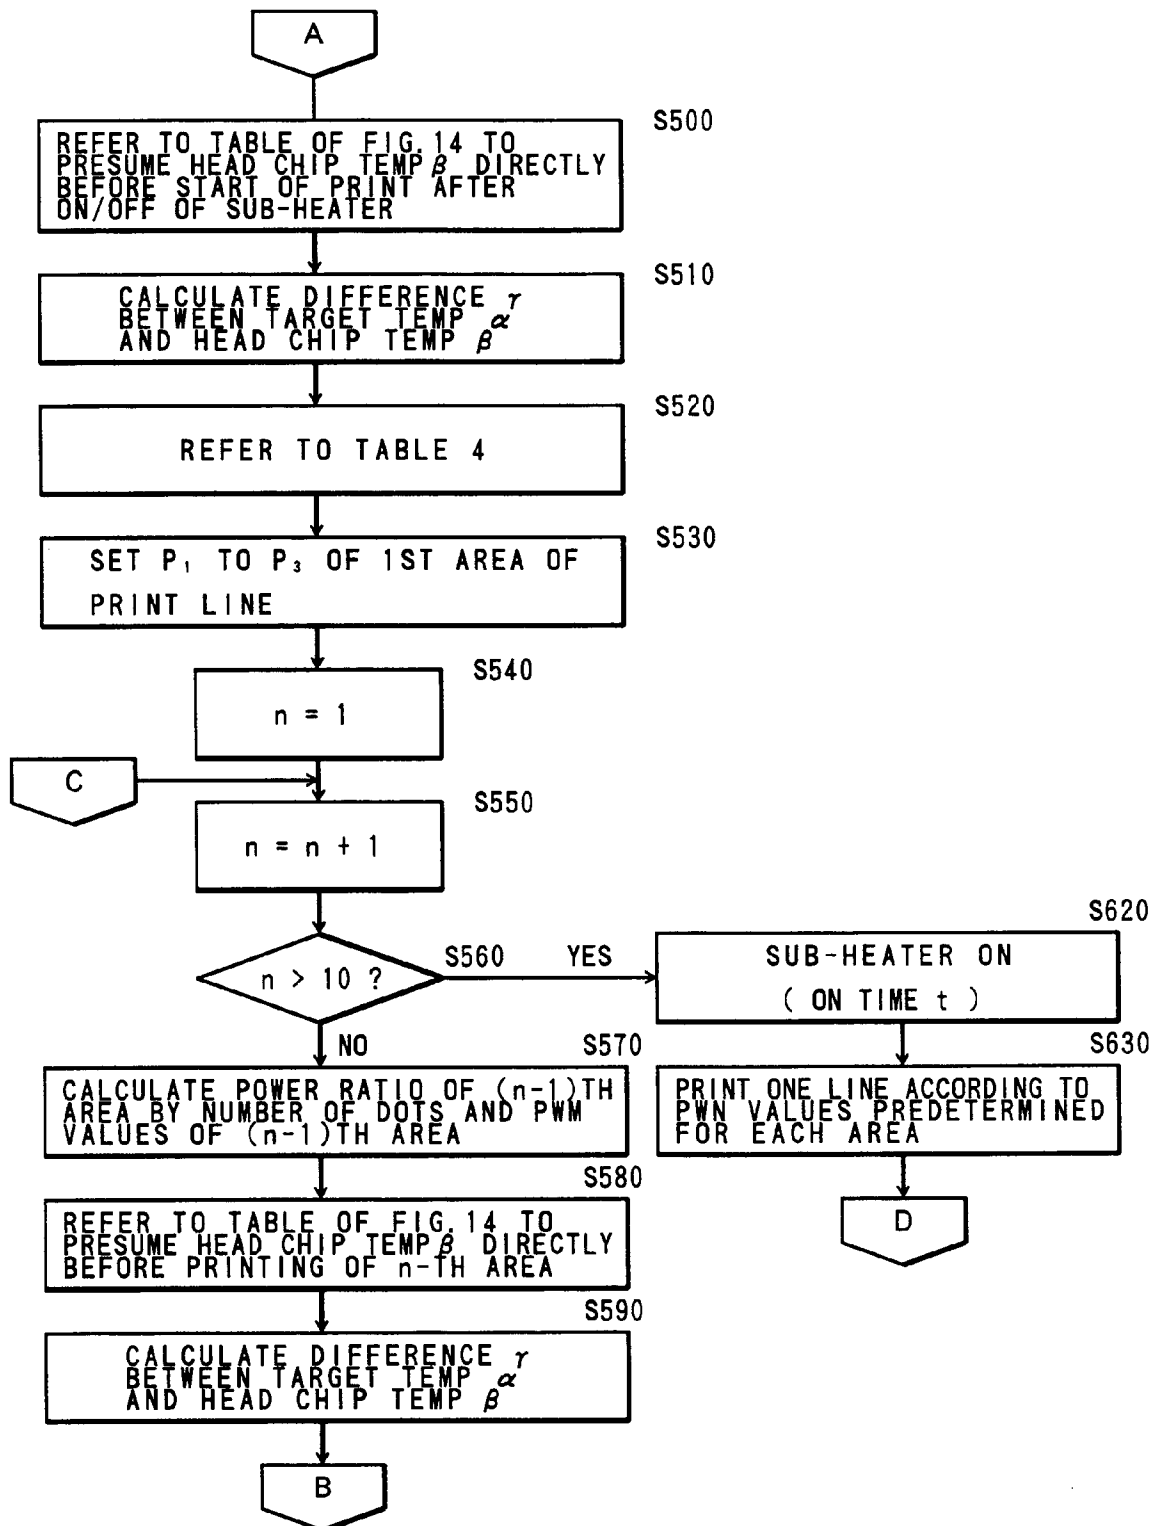 A
S500
REFER TO TABLE OF FIG.14 TO
PRESUME HEAD CHIP TEMP β DIRECTLY
BEFORE START OF PRINT AFTER
ON/OFF OF SUB-HEATER
S510
CALCULATE DIFFERENCE γ
BETWEEN TARGET TEMP α
AND HEAD CHIP TEMP β
S520
REFER TO TABLE 4
S530
SET P₁ TO P₃ OF 1ST AREA OF
PRINT LINE
S540
n = 1
C
S550
n = n + 1
S560
n > 10 ?
YES
NO
S570
CALCULATE POWER RATIO OF (n-1)TH
AREA BY NUMBER OF DOTS AND PWM
VALUES OF (n-1)TH AREA
S580
REFER TO TABLE OF FIG.14 TO
PRESUME HEAD CHIP TEMP β DIRECTLY
BEFORE PRINTING OF n-TH AREA
S590
CALCULATE DIFFERENCE γ
BETWEEN TARGET TEMP α
AND HEAD CHIP TEMP β
B
S620
SUB-HEATER ON
( ON TIME t )
S630
PRINT ONE LINE ACCORDING TO
PWN VALUES PREDETERMINED
FOR EACH AREA
D